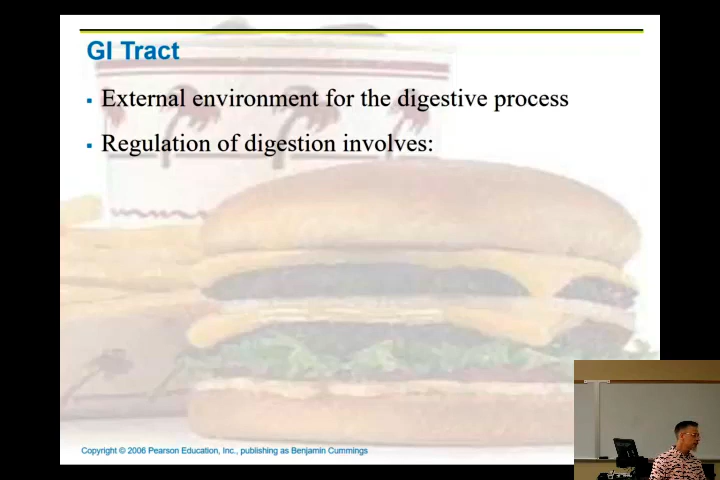 GI Tract
▪ External environment for the digestive process
▪ Regulation of digestion involves:
Copyright © 2006 Pearson Education, Inc., publishing as Benjamin Cummings